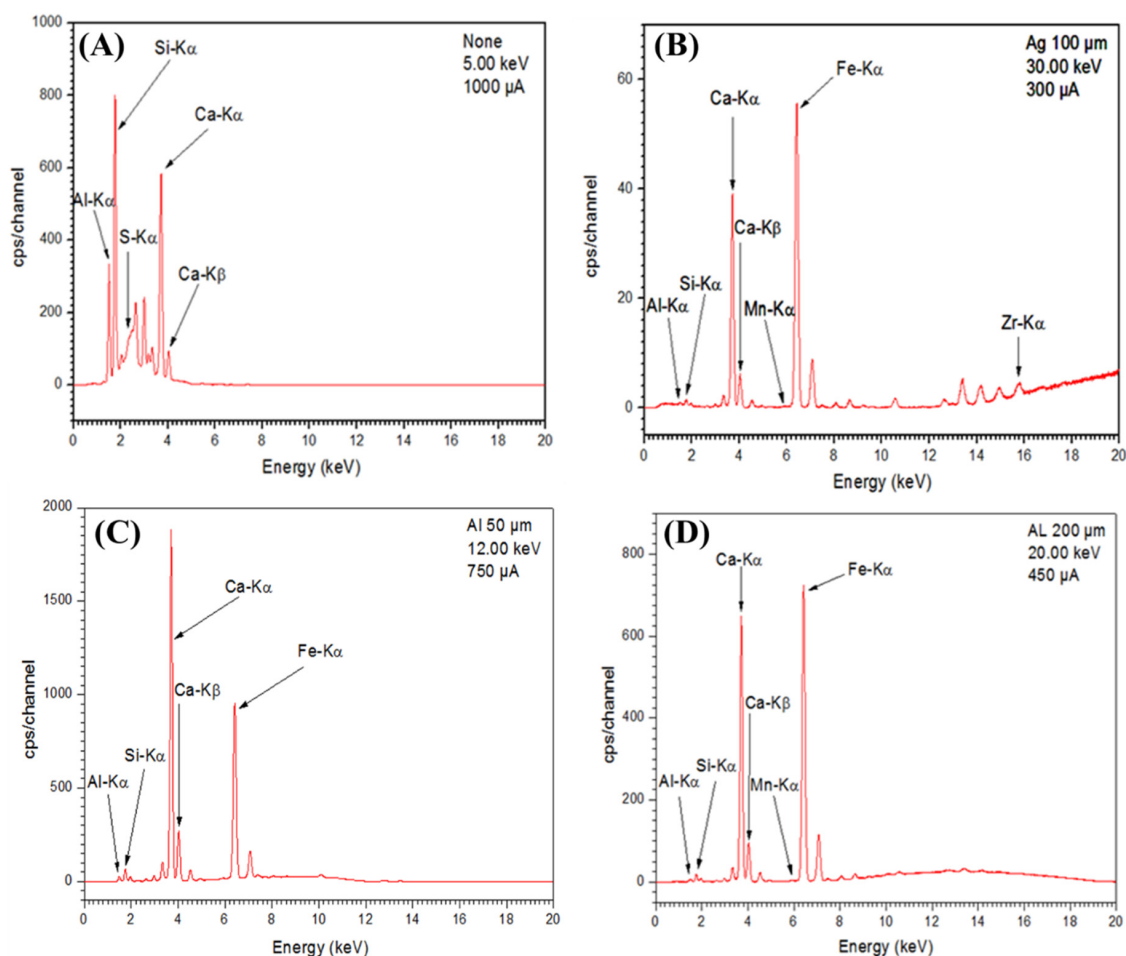 (A)
None
5.00 keV
1000 µA
Si-Kα
Ca-Kα
Al-Kα
S-Kα
Ca-Kβ
cps/channel
1000
800
600
400
200
0
0 2 4 6 8 10 12 14 16 18 20
Energy (keV)
(B)
Ag 100 µm
30.00 keV
300 µA
Fe-Kα
Ca-Kα
Ca-Kβ
Si-Kα
Al-Kα
Mn-Kα
Zr-Kα
cps/channel
60
40
20
0
0 2 4 6 8 10 12 14 16 18 20
Energy (keV)
(C)
Al 50 µm
12.00 keV
750 µA
Ca-Kα
Fe-Kα
Ca-Kβ
Si-Kα
Al-Kα
cps/channel
2000
1500
1000
500
0
0 2 4 6 8 10 12 14 16 18 20
Energy (keV)
(D)
AL 200 µm
20.00 keV
450 µA
Ca-Kα
Fe-Kα
Ca-Kβ
Si-Kα
Al-Kα
Mn-Kα
cps/channel
800
600
400
200
0
0 2 4 6 8 10 12 14 16 18 20
Energy (keV)